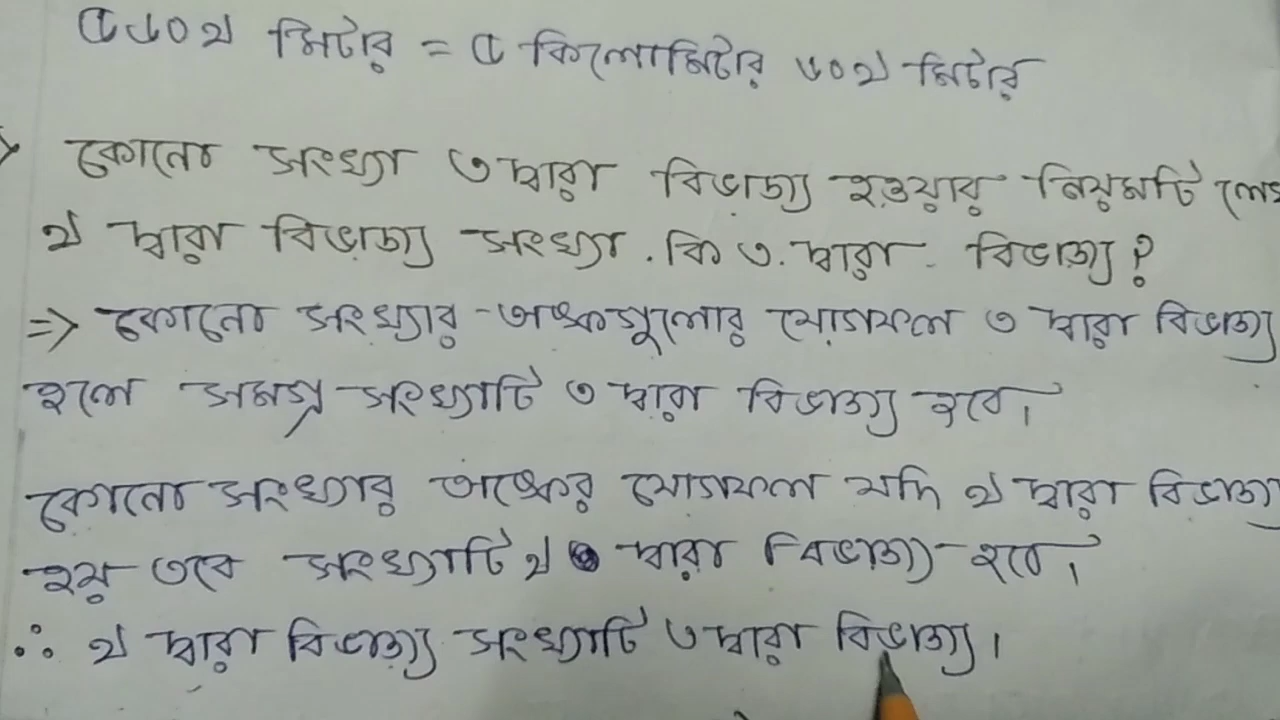 ৫৬০৯ মিটার = ৫ কিলোমিটার ৬০৯ মিটার
কোনো সংখ্যা ৩ দ্বারা বিভাজ্য হওয়ার নিয়মটি লেখ
৯ দ্বারা বিভাজ্য সংখ্যা কি ৩ দ্বারা বিভাজ্য?
=> কোনো সংখ্যার অঙ্কগুলোর যোগফল ৩ দ্বারা বিভাজ্য
হলে সমগ্র সংখ্যাটি ৩ দ্বারা বিভাজ্য হবে।
কোনো সংখ্যার অঙ্কের যোগফল যদি ৯ দ্বারা বিভাজ্য
হয় তবে সংখ্যাটি ৯ দ্বারা বিভাজ্য হবে।
∴ ৯ দ্বারা বিভাজ্য সংখ্যাটি ৩ দ্বারা বিভাজ্য।